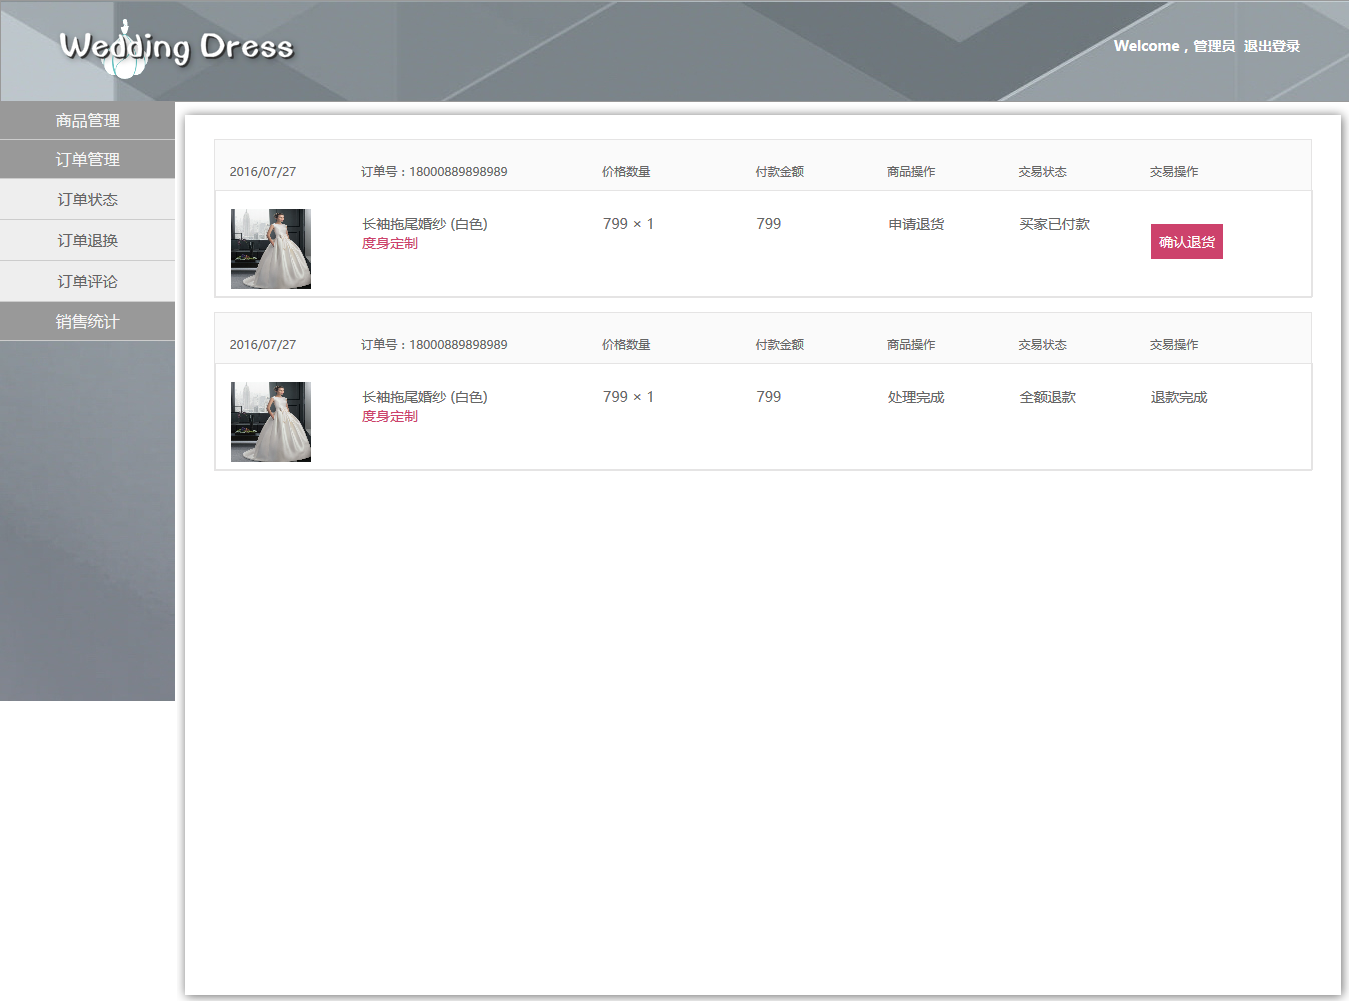 Wedding Dress
Welcome，管理员 退出登录
商品管理
订单管理
订单状态
订单退换
订单评论
销售统计
2016/07/27 订单号：18000889898989 价格数量 付款金额 商品操作 交易状态 交易操作
长袖拖尾婚纱 (白色) 799 × 1 799 申请退货 买家已付款
度身定制 确认退货
2016/07/27 订单号：18000889898989 价格数量 付款金额 商品操作 交易状态 交易操作
长袖拖尾婚纱 (白色) 799 × 1 799 处理完成 全额退款 退款完成
度身定制